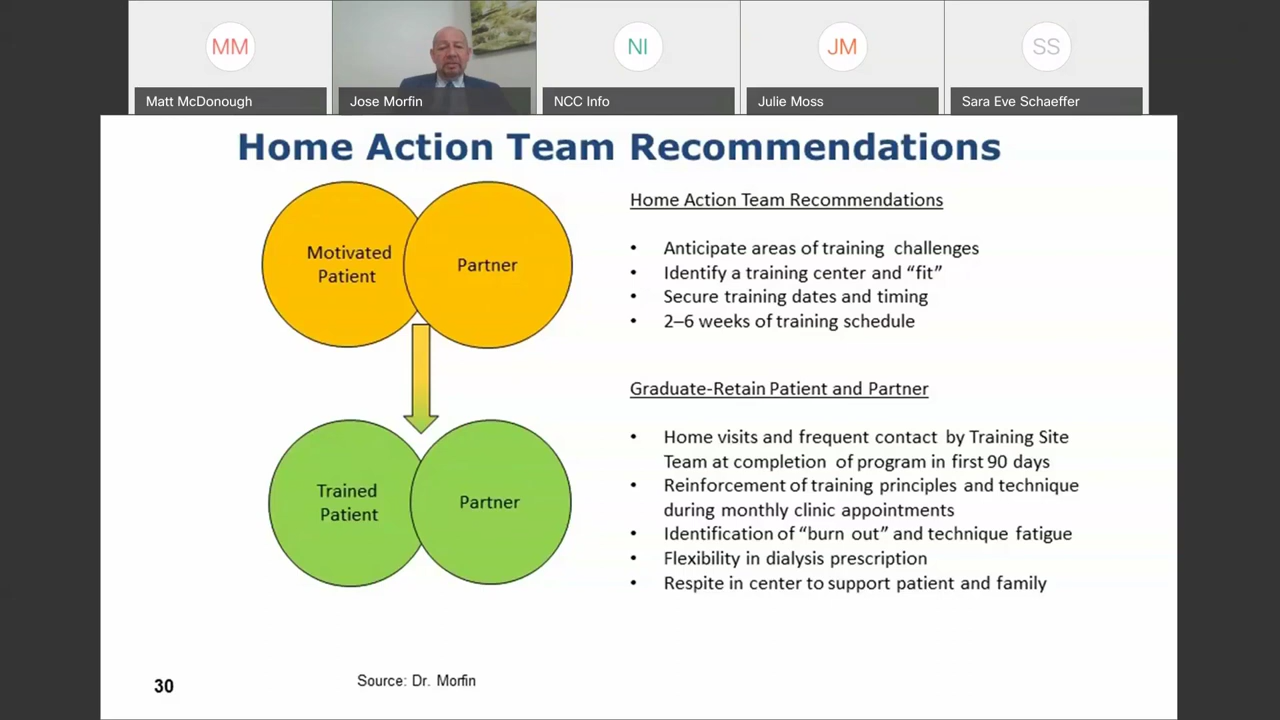 MM
NI
JM
SS
Matt McDonough
Jose Morfin
NCC Info
Julie Moss
Sara Eve Schaeffer
Home Action Team Recommendations
Motivated
Patient
Partner
Home Action Team Recommendations
• Anticipate areas of training challenges
• Identify a training center and “fit”
• Secure training dates and timing
• 2–6 weeks of training schedule
Trained
Patient
Partner
Graduate-Retain Patient and Partner
• Home visits and frequent contact by Training Site
Team at completion of program in first 90 days
• Reinforcement of training principles and technique
during monthly clinic appointments
• Identification of “burn out” and technique fatigue
• Flexibility in dialysis prescription
• Respite in center to support patient and family
30
Source: Dr. Morfin